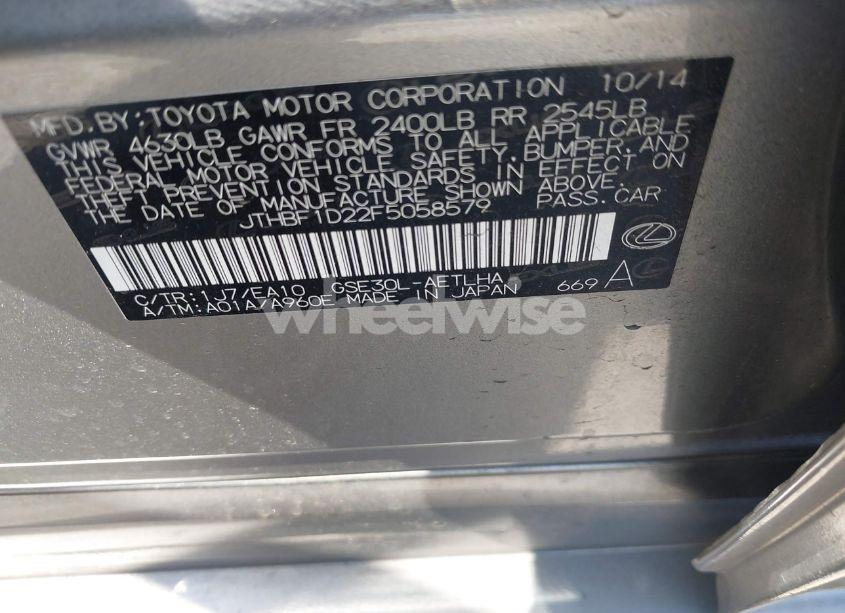 MFD. BY: TOYOTA MOTOR CORPORATION 10/14
GVWR 4630LB GAWR FR 2400LB RR 2545LB
THIS VEHICLE CONFORMS TO ALL APPLICABLE
FEDERAL MOTOR VEHICLE SAFETY, BUMPER, AND
THEFT PREVENTION STANDARDS IN EFFECT ON
THE DATE OF MANUFACTURE SHOWN ABOVE.
JTHBF1D22F5058579 PASS. CAR
C/TR: 1J7/EA10 GSE30L-AETLHA
A/TM: A01A/A960E MADE IN JAPAN 669 A
wheelwise